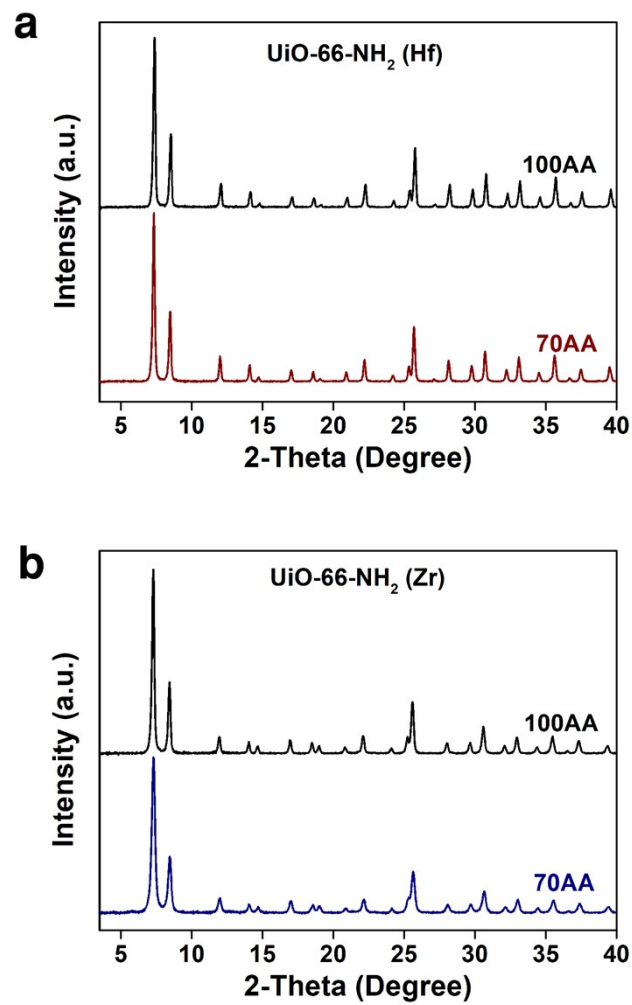 a
UiO-66-NH₂ (Hf)
100AA
70AA
Intensity (a.u.)
5 10 15 20 25 30 35 40
2-Theta (Degree)
b
UiO-66-NH₂ (Zr)
100AA
70AA
Intensity (a.u.)
5 10 15 20 25 30 35 40
2-Theta (Degree)